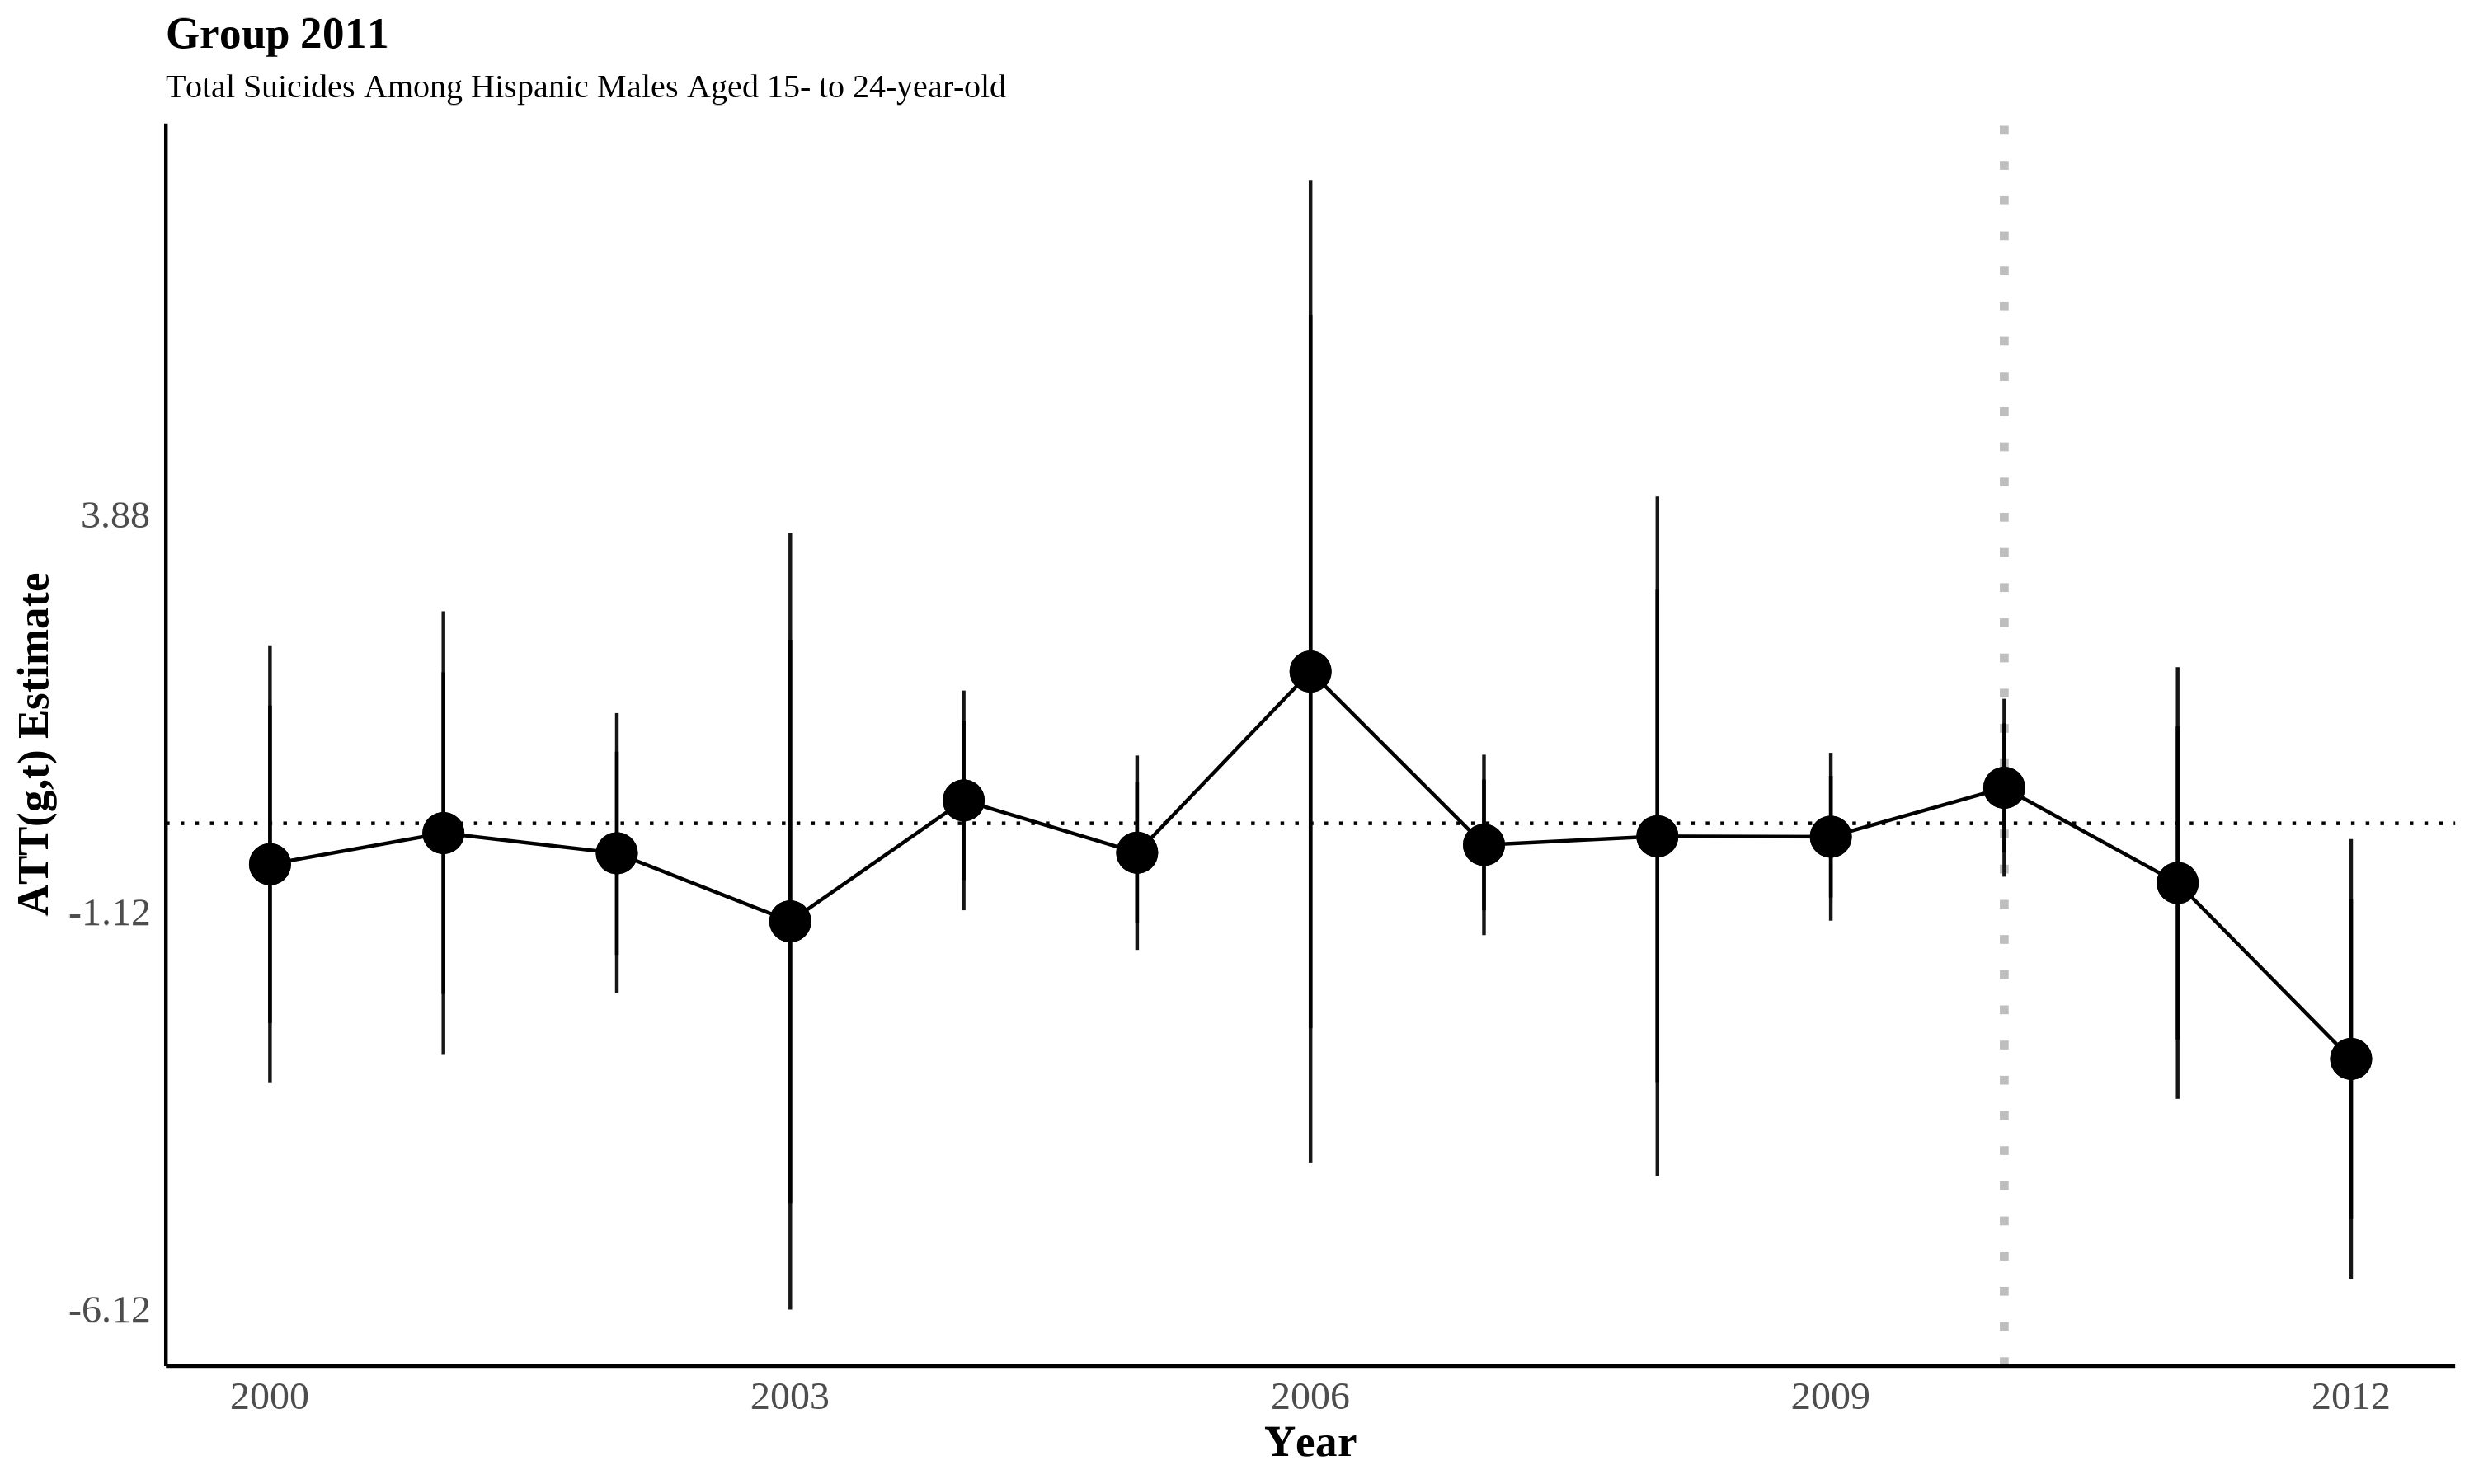 Group 2011
Total Suicides Among Hispanic Males Aged 15- to 24-year-old
ATT(g,t) Estimate
3.88
-1.12
-6.12
2000 2003 2006 2009 2012
Year